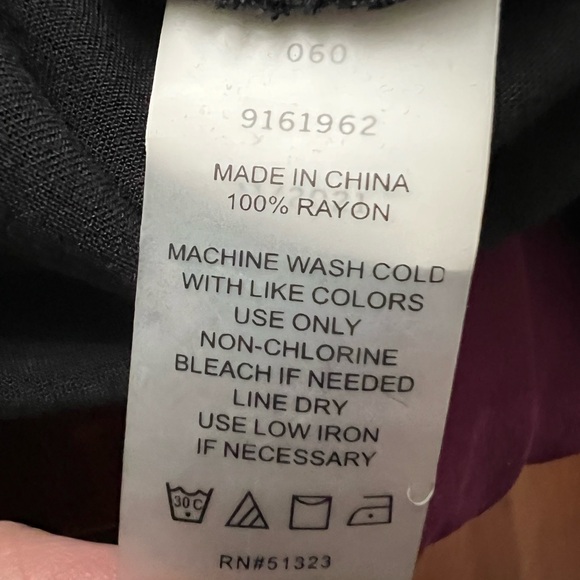 060
9161962
MADE IN CHINA
100% RAYON
MACHINE WASH COLD
WITH LIKE COLORS
USE ONLY
NON-CHLORINE
BLEACH IF NEEDED
LINE DRY
USE LOW IRON
IF NECESSARY
30C
RN#51323